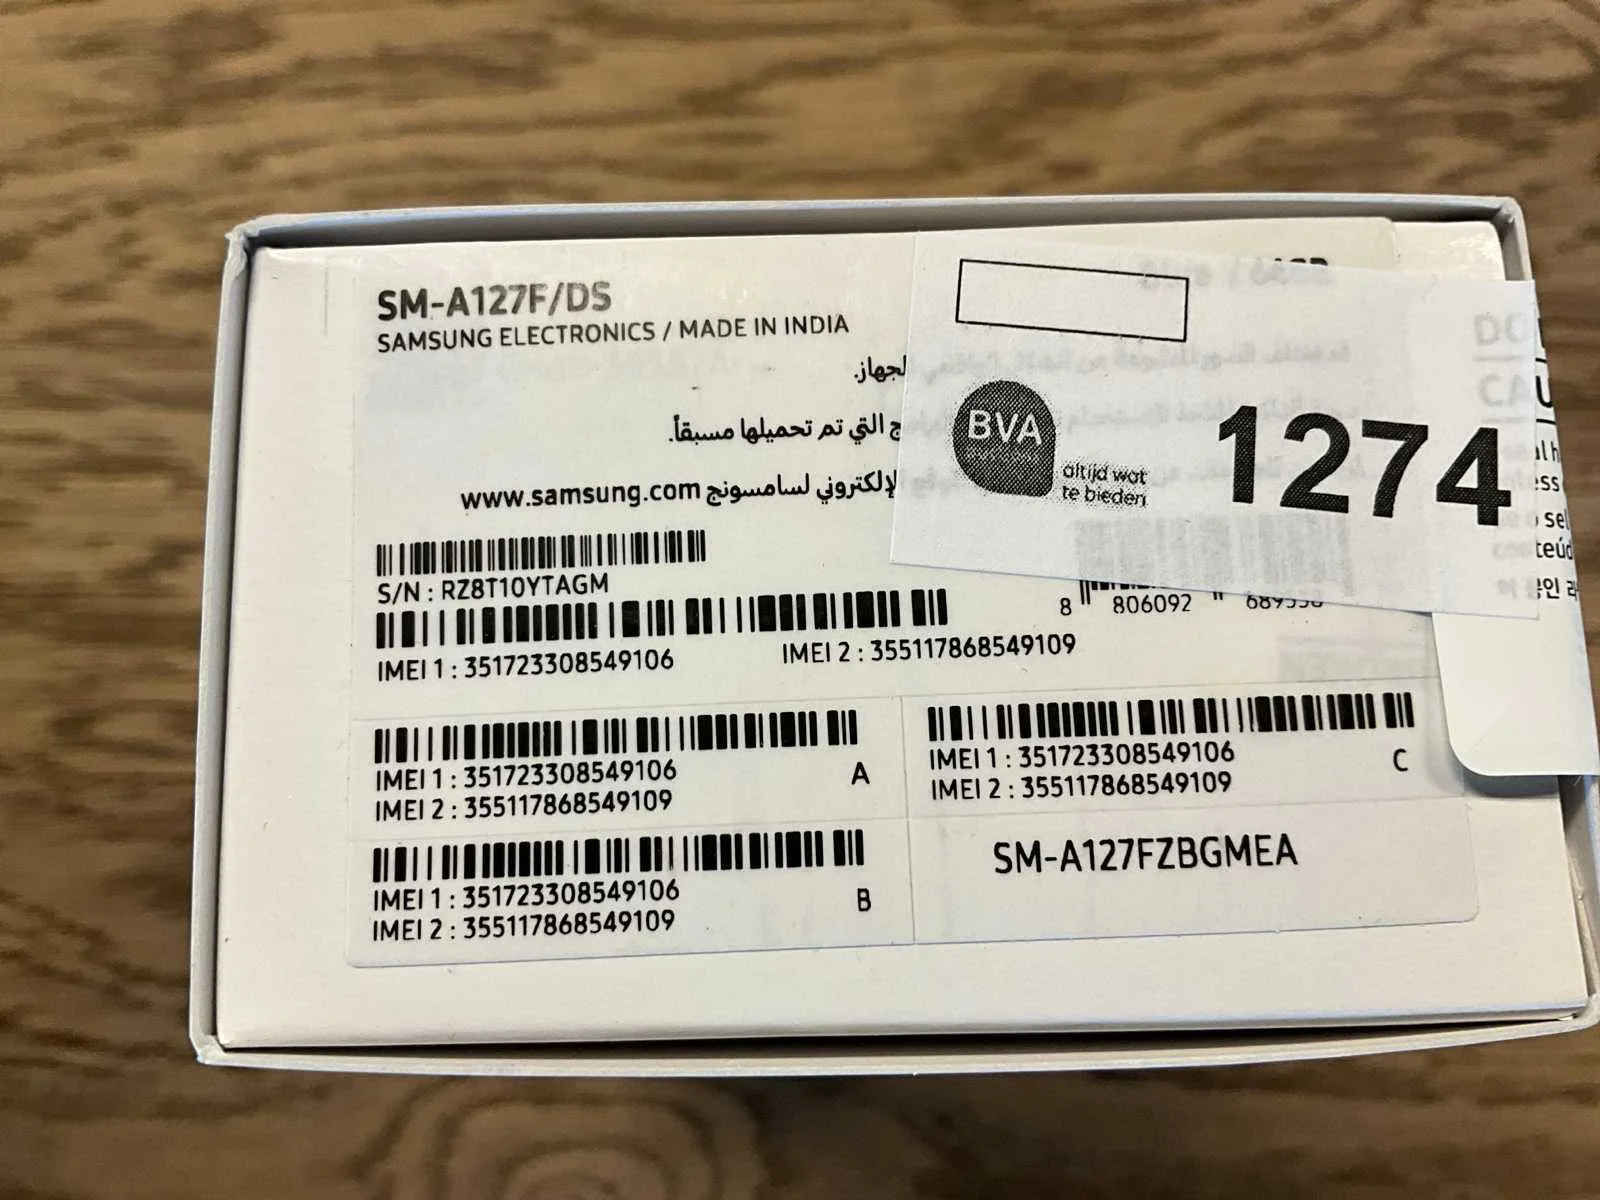 SM-A127F/DS
SAMSUNG ELECTRONICS / MADE IN INDIA
لجهاز.
ج التي تم تحميلها مسبقاً.
لإلكتروني لسامسونج www.samsung.com
BVA
altijd wat
te bieden
1274
S/N : RZ8T10YTAGM
8 806092
IMEI 1 : 351723308549106 IMEI 2 : 355117868549109
IMEI 1 : 351723308549106
IMEI 2 : 355117868549109
A
IMEI 1 : 351723308549106
IMEI 2 : 355117868549109
C
IMEI 1 : 351723308549106
IMEI 2 : 355117868549109
B
SM-A127FZBGMEA